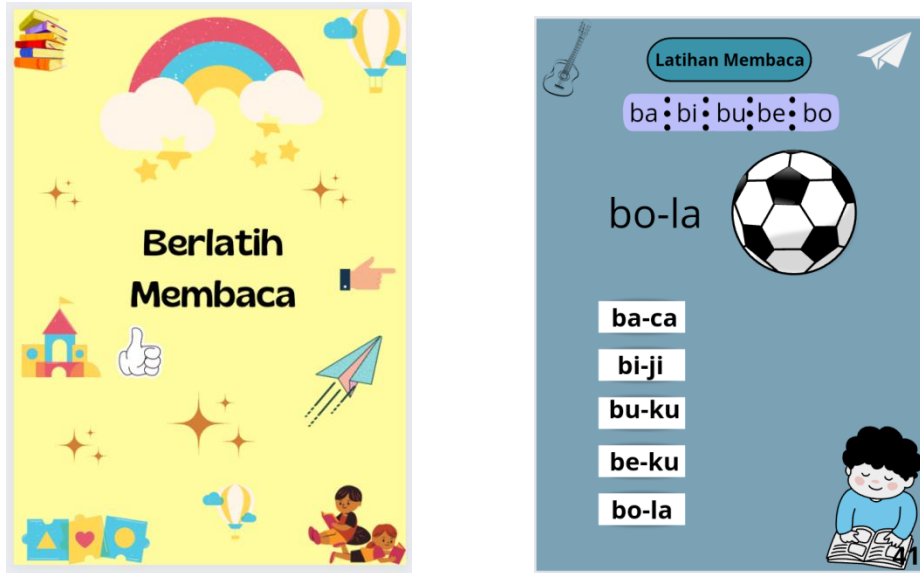 Berlatih
Membaca
Latihan Membaca
ba : bi : bu : be : bo
bo-la
ba-ca
bi-ji
bu-ku
be-ku
bo-la
41